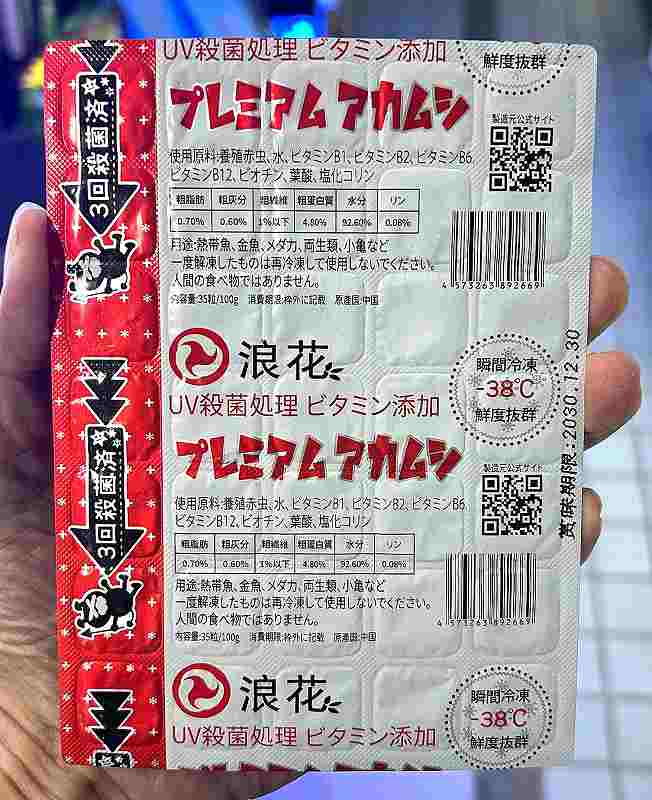 UV殺菌処理 ビタミン添加
鮮度抜群
プレミアム アカムシ
製造元公式サイト
使用原料:養殖赤虫、水、ビタミンB1、ビタミンB2、ビタミンB6、
ビタミンB12、ビオチン、葉酸、塩化コリン
粗脂肪 粗灰分 粗繊維 粗蛋白質 水分 リン
0.70% 0.60% 1%以下 4.80% 92.60% 0.08%
用途:熱帯魚、金魚、メダカ、両生類、小亀など
一度解凍したものは再冷凍して使用しないでください。
人間の食べ物ではありません。
内容量:35粒/100g 消費期限:枠外に記載 原産国:中国
4 573263 892669
浪花
UV殺菌処理 ビタミン添加
瞬間冷凍
-38℃
鮮度抜群
プレミアム アカムシ
製造元公式サイト
使用原料:養殖赤虫、水、ビタミンB1、ビタミンB2、ビタミンB6、
ビタミンB12、ビオチン、葉酸、塩化コリン
粗脂肪 粗灰分 粗繊維 粗蛋白質 水分 リン
0.70% 0.60% 1%以下 4.80% 92.60% 0.08%
用途:熱帯魚、金魚、メダカ、両生類、小亀など
一度解凍したものは再冷凍して使用しないでください。
人間の食べ物ではありません。
内容量:35粒/100g 消費期限:枠外に記載 原産国:中国
4 573263 892669
浪花
UV殺菌処理 ビタミン添加
瞬間冷凍
-38℃
鮮度抜群
3回殺菌済
3回殺菌済
賞味期限:2030.12.30